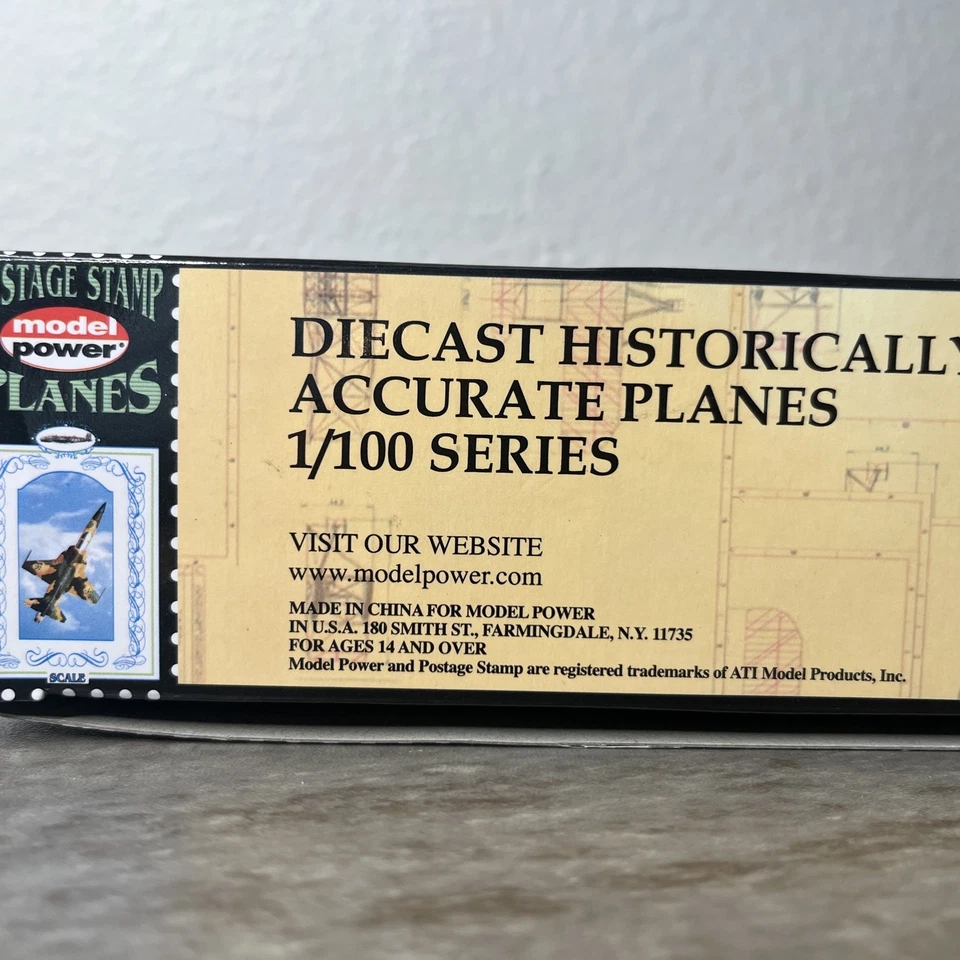 STAGE STAMP
model
power
PLANES
SCALE
DIECAST HISTORICALLY
ACCURATE PLANES
1/100 SERIES
VISIT OUR WEBSITE
www.modelpower.com
MADE IN CHINA FOR MODEL POWER
IN U.S.A. 180 SMITH ST., FARMINGDALE, N.Y. 11735
FOR AGES 14 AND OVER
Model Power and Postage Stamp are registered trademarks of ATI Model Products, Inc.